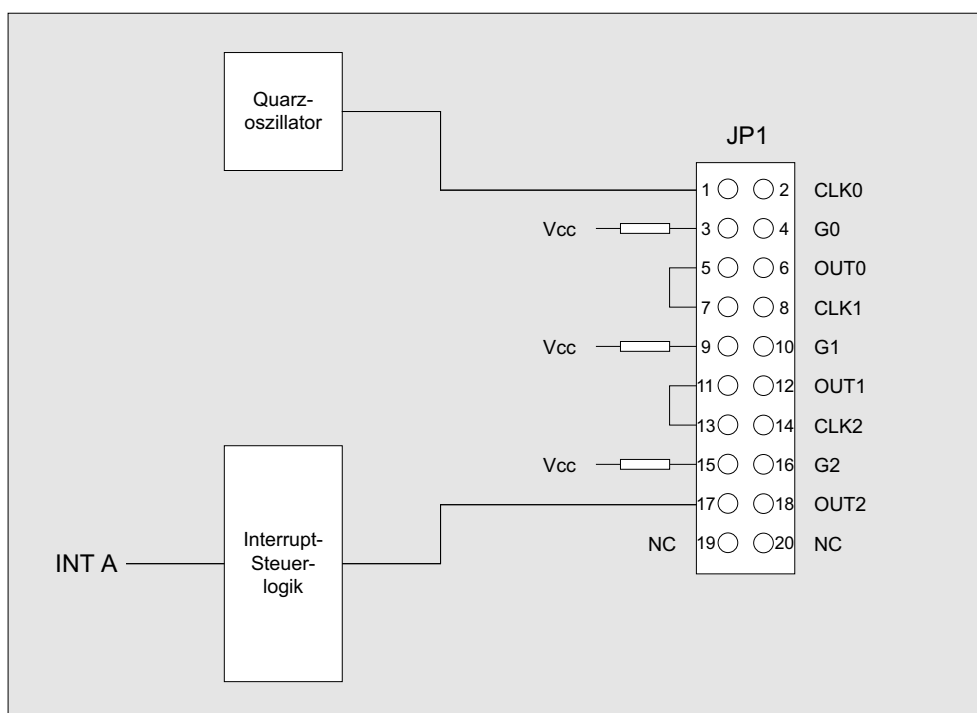 Quarz-
oszillator
JP1
1 2 CLK0
Vcc 3 4 G0
5 6 OUT0
7 8 CLK1
Vcc 9 10 G1
11 12 OUT1
13 14 CLK2
Vcc 15 16 G2
17 18 OUT2
NC 19 20 NC
Interrupt-
Steuer-
logik
INT A